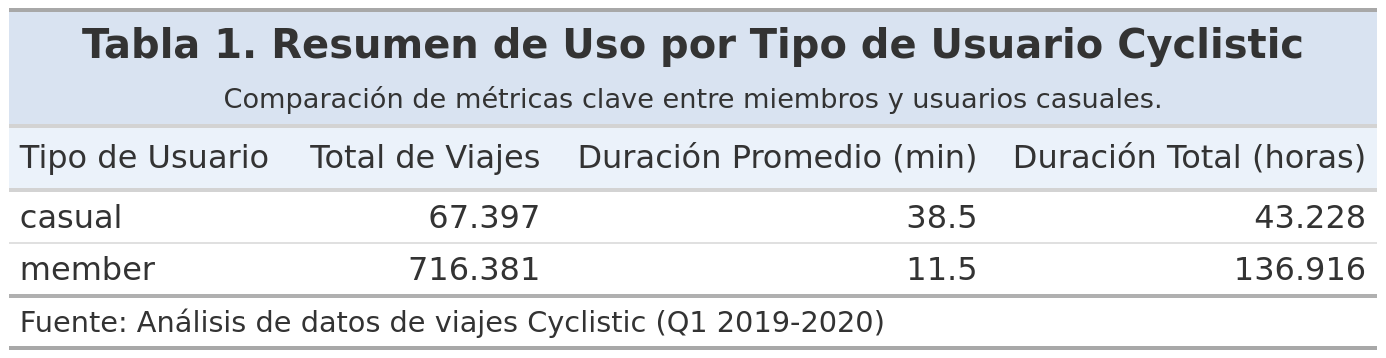 Tabla 1. Resumen de Uso por Tipo de Usuario Cyclistic
Comparación de métricas clave entre miembros y usuarios casuales.
Tipo de Usuario Total de Viajes Duración Promedio (min) Duración Total (horas)
casual 67.397 38.5 43.228
member 716.381 11.5 136.916
Fuente: Análisis de datos de viajes Cyclistic (Q1 2019-2020)